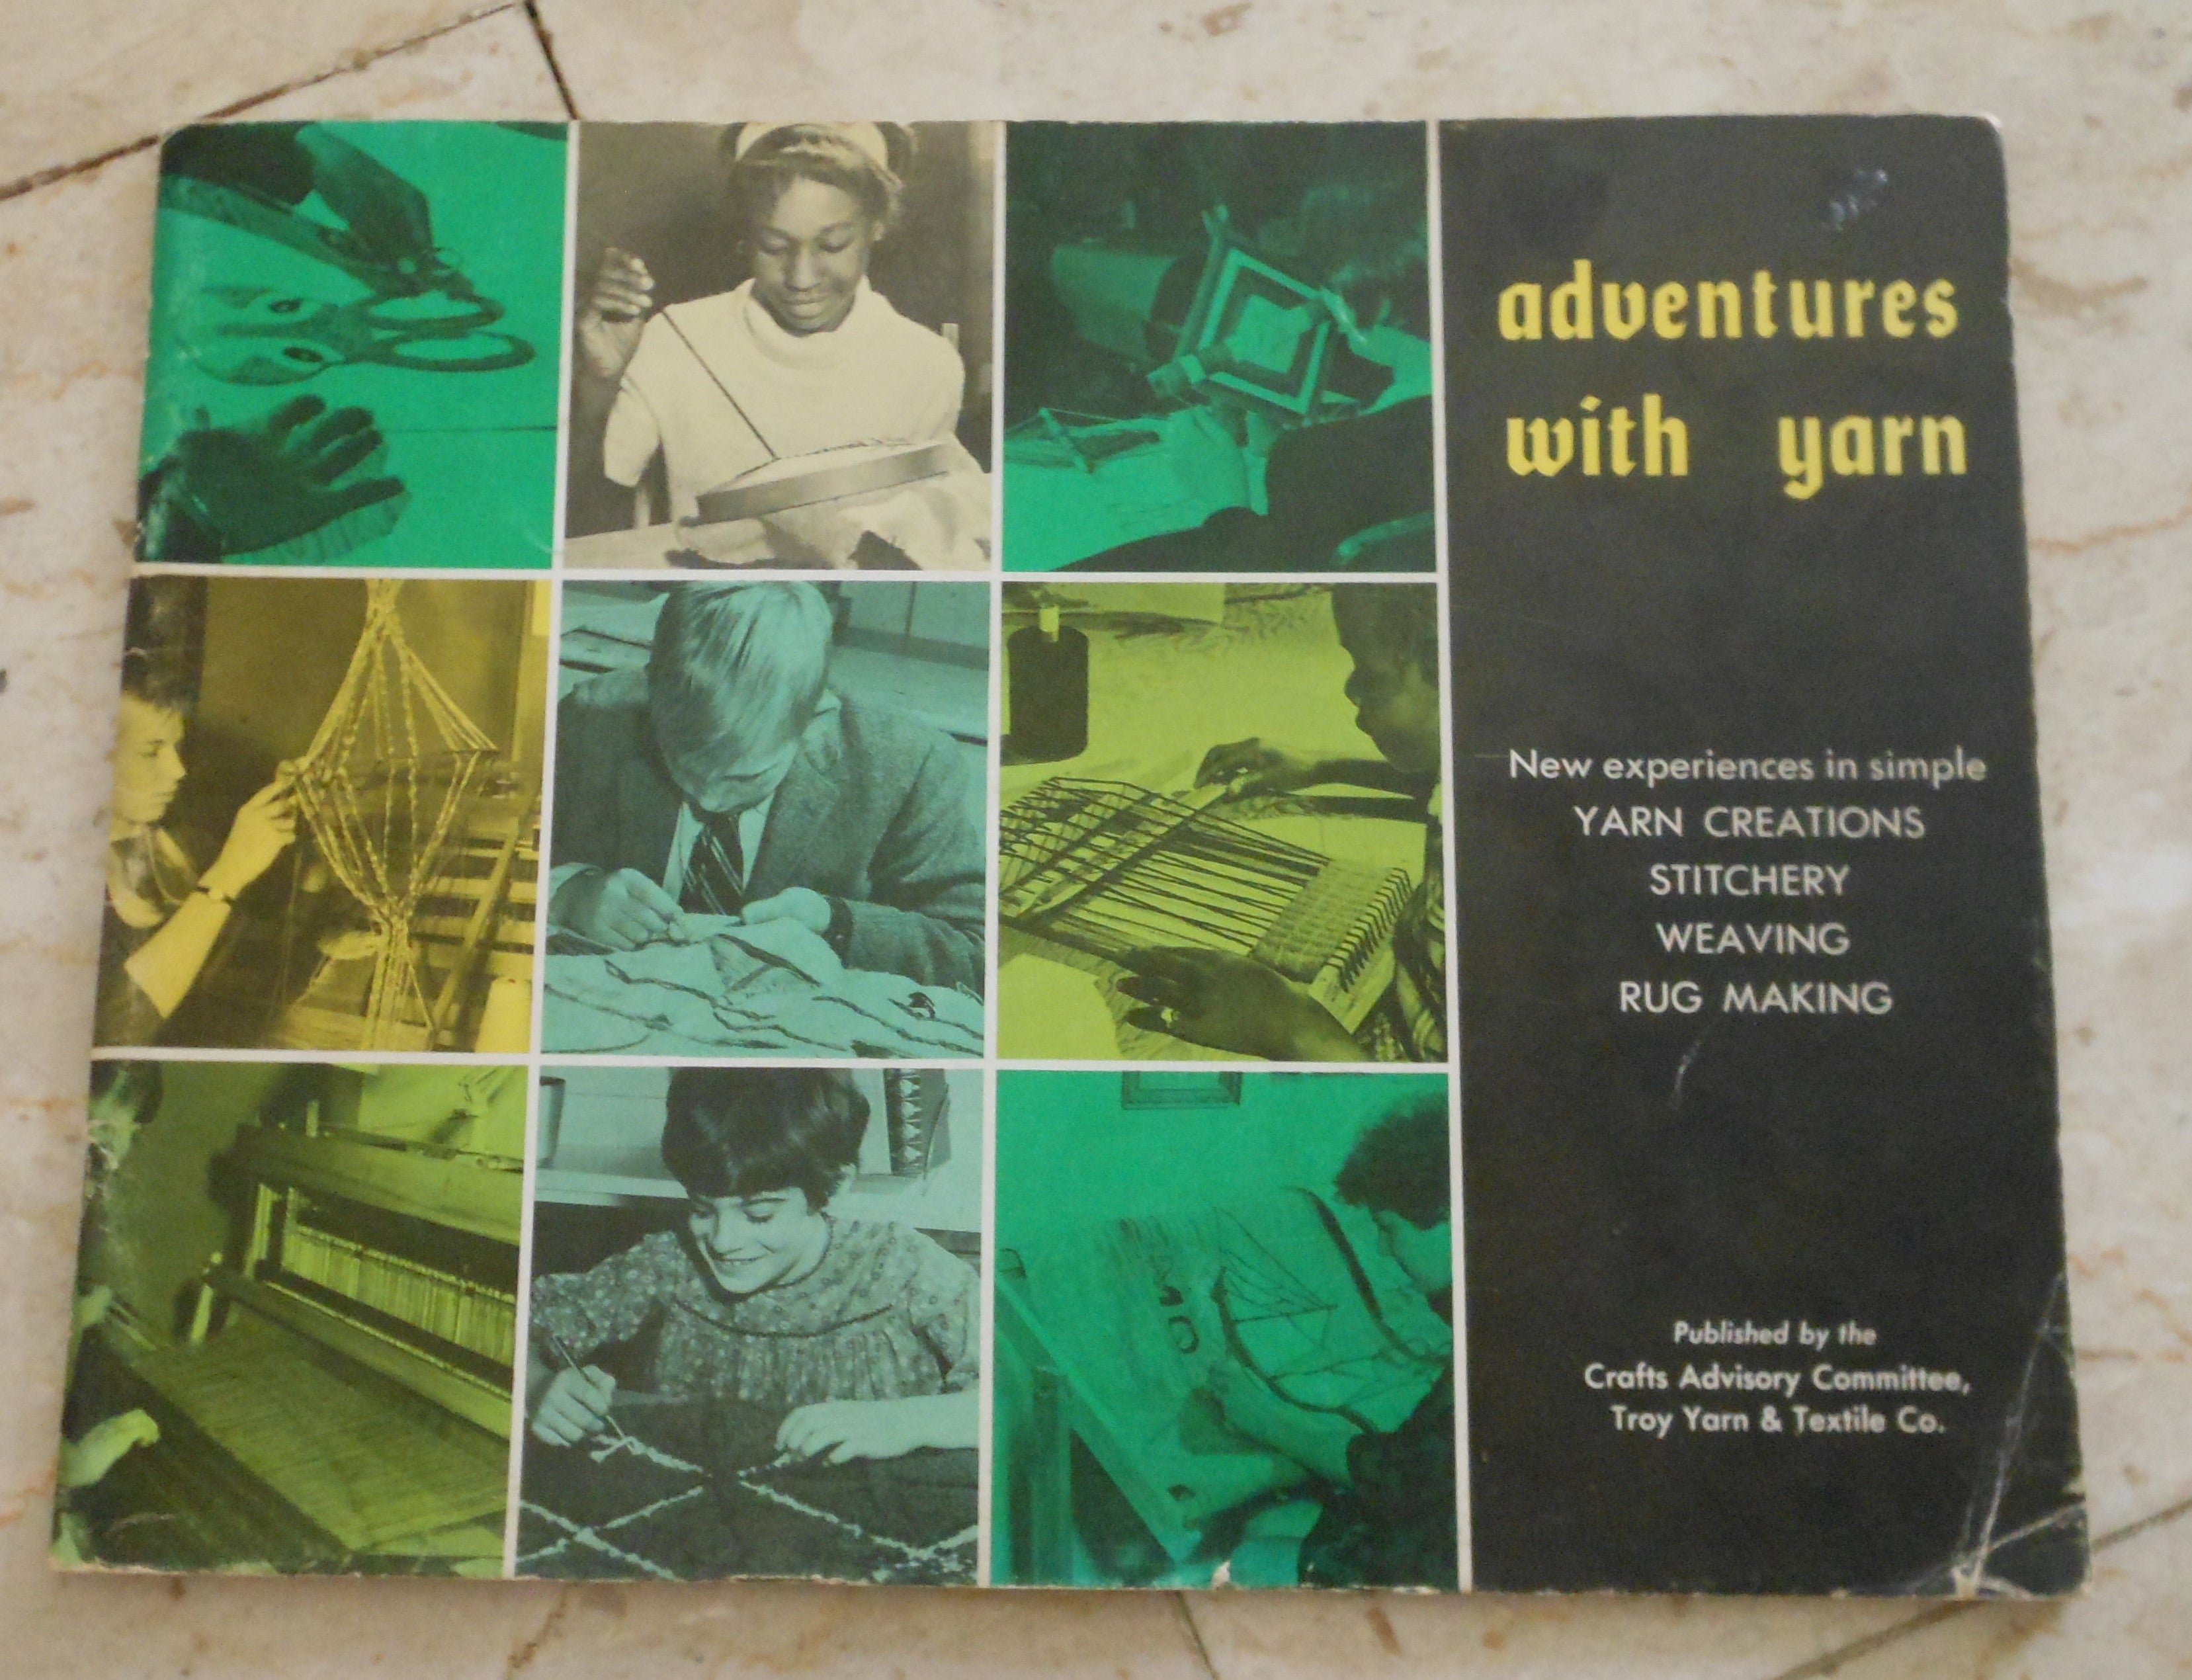 adventures
with yarn
New experiences in simple
YARN CREATIONS
STITCHERY
WEAVING
RUG MAKING
Published by the
Crafts Advisory Committee,
Troy Yarn & Textile Co.